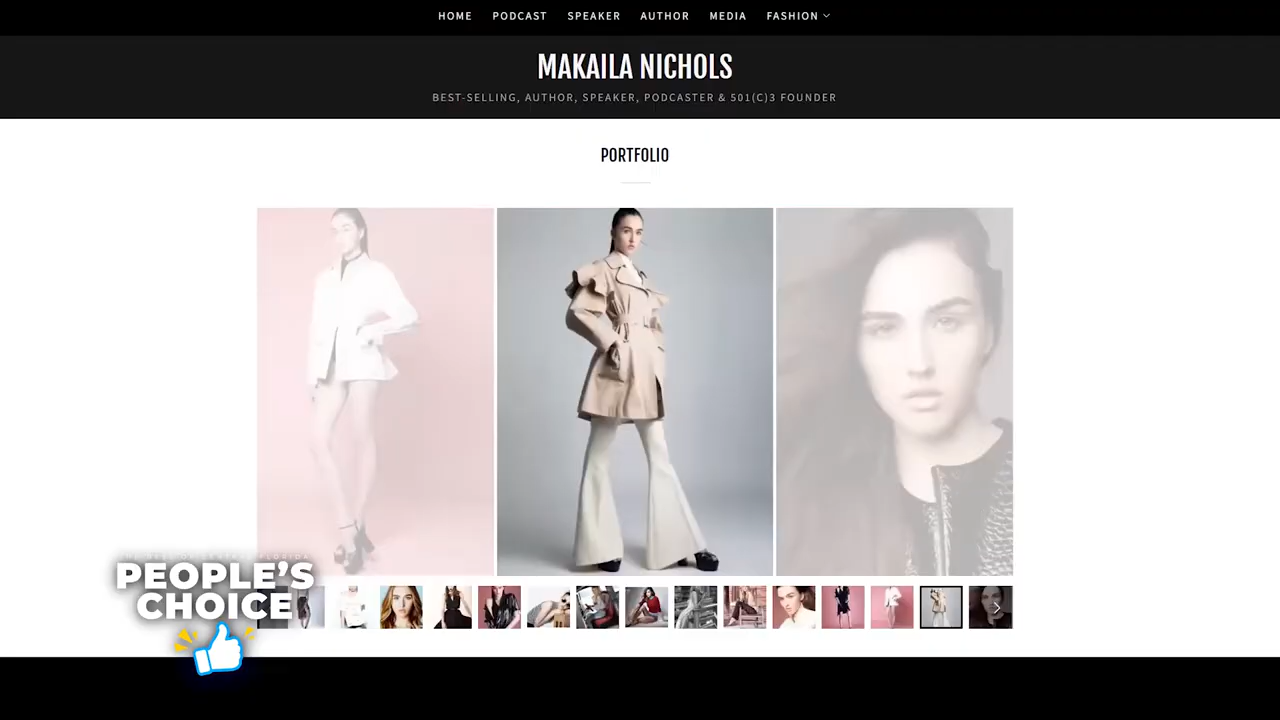 HOME PODCAST SPEAKER AUTHOR MEDIA FASHION
MAKAILA NICHOLS
BEST-SELLING, AUTHOR, SPEAKER, PODCASTER & 501(C)3 FOUNDER
PORTFOLIO
PEOPLE'S
CHOICE